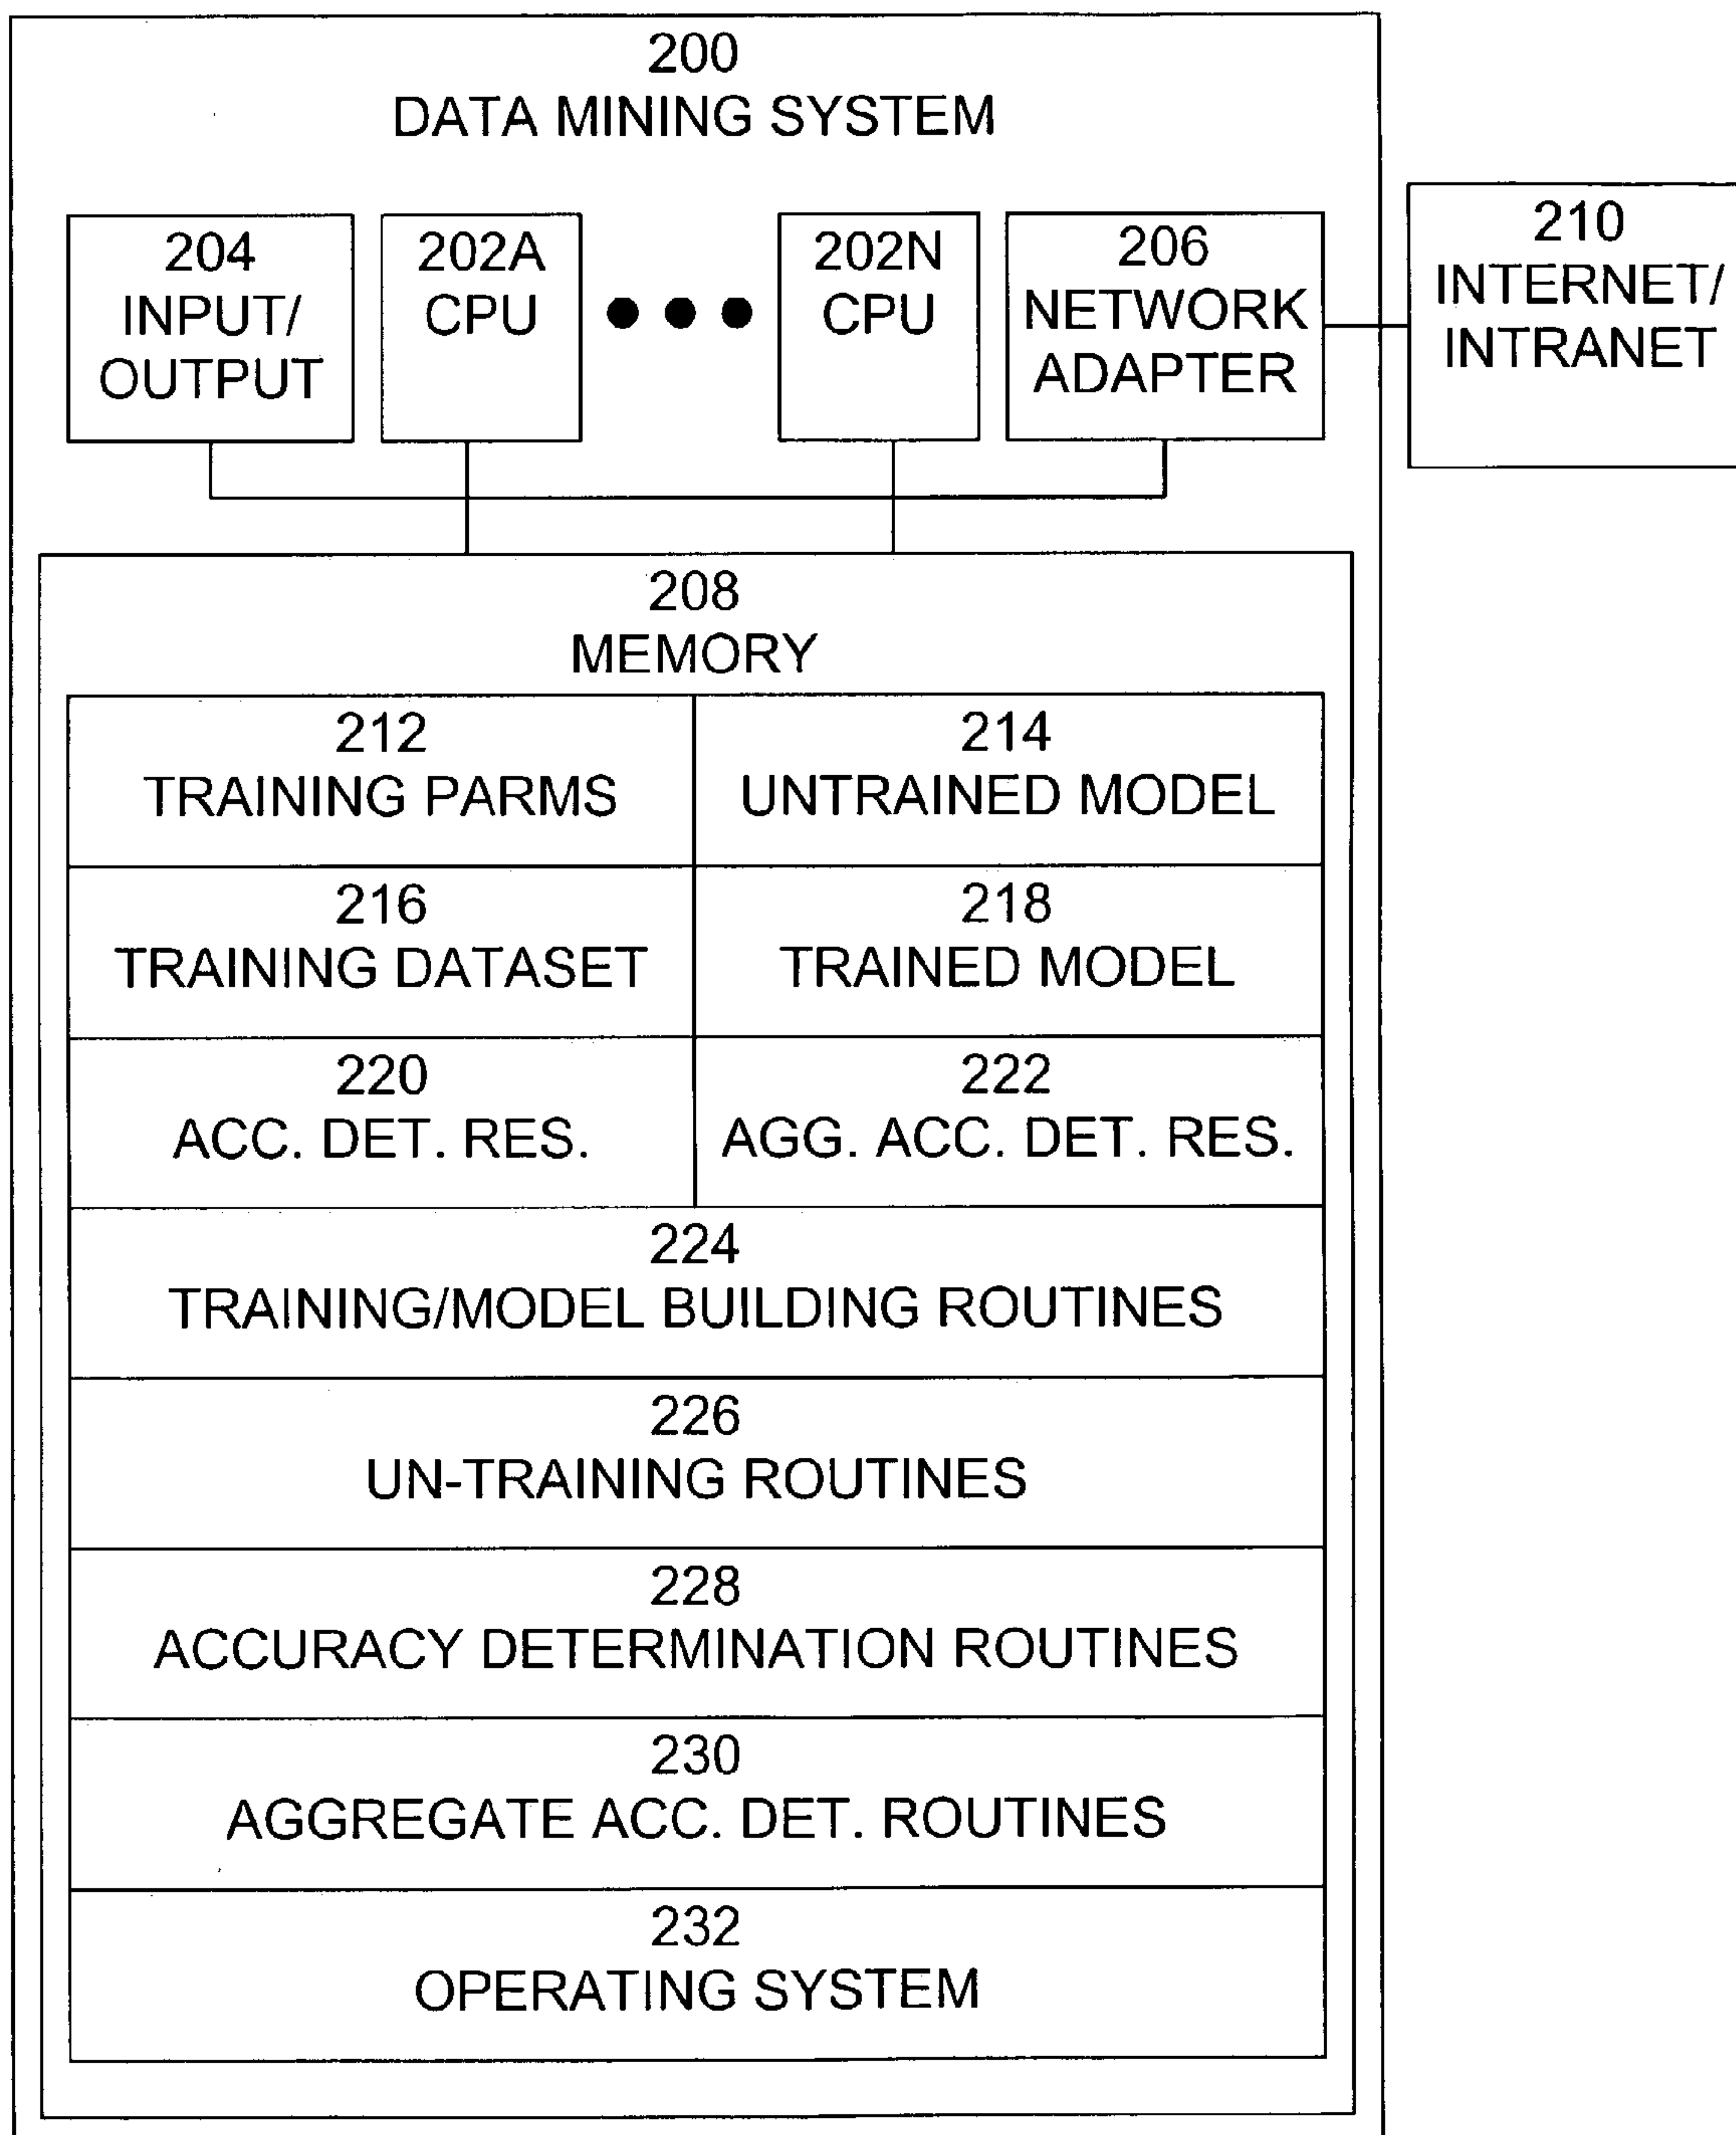 200
DATA MINING SYSTEM
204
INPUT/
OUTPUT
202A
CPU
202N
CPU
206
NETWORK
ADAPTER
210
INTERNET/
INTRANET
208
MEMORY
212
TRAINING PARMS
214
UNTRAINED MODEL
216
TRAINING DATASET
218
TRAINED MODEL
220
ACC. DET. RES.
222
AGG. ACC. DET. RES.
224
TRAINING/MODEL BUILDING ROUTINES
226
UN-TRAINING ROUTINES
228
ACCURACY DETERMINATION ROUTINES
230
AGGREGATE ACC. DET. ROUTINES
232
OPERATING SYSTEM